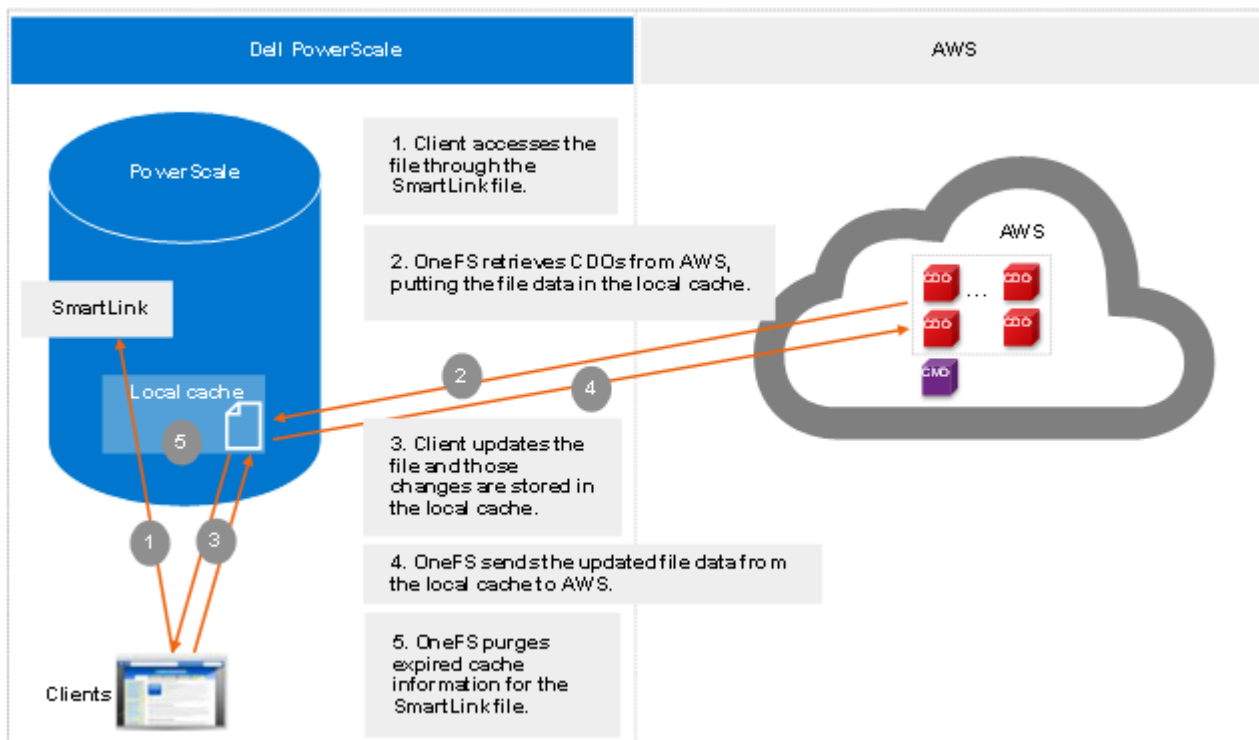 Dell PowerScale
AWS
PowerScale
SmartLink
Local cache
5
1
3
Clients
1. Client accesses the
file through the
SmartLink file.
2. OneFS retrieves CDOs from AWS,
putting the file data in the local cache.
2
4
3. Client updates the
file and those
changes are stored in
the local cache.
4. OneFS sends the updated file data from
the local cache to AWS.
5. OneFS purges
expired cache
information for the
SmartLink file.
AWS
CDO ... CDO
CDO CDO
CMO